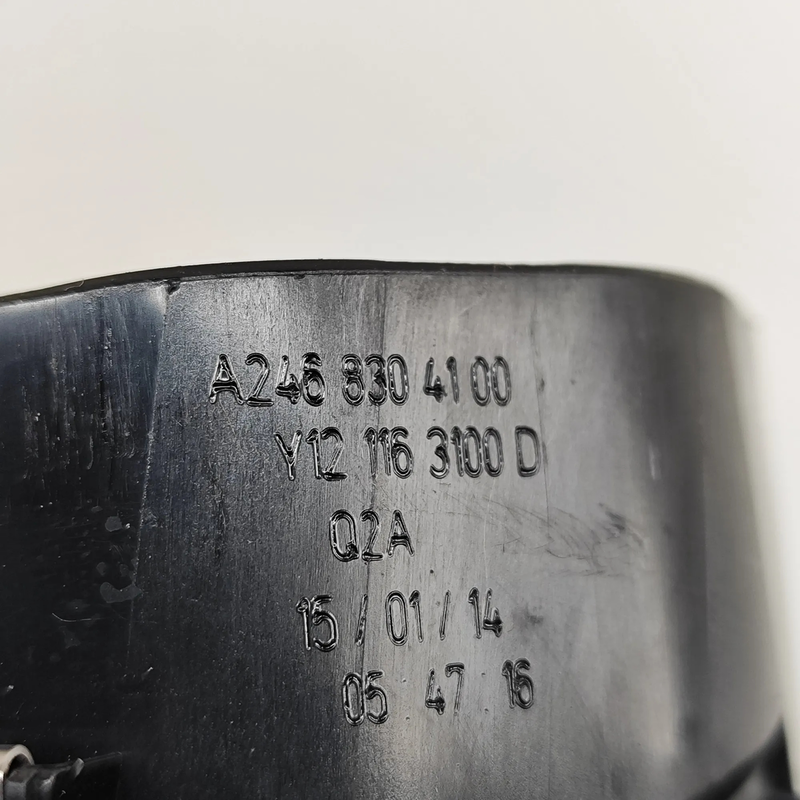 A246 830 41 00
Y12 116 3100 D
Q2A
15 / 01 / 14
05 47 16